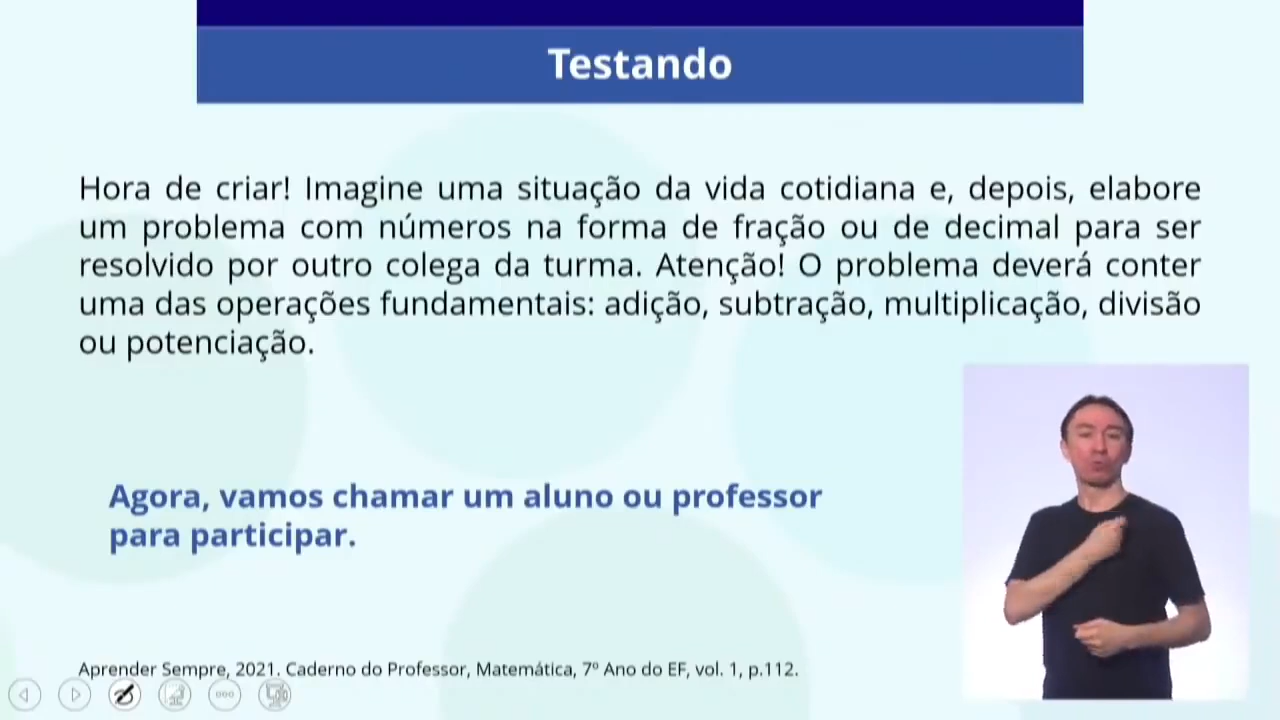 Testando
Hora de criar! Imagine uma situação da vida cotidiana e, depois, elabore
um problema com números na forma de fração ou de decimal para ser
resolvido por outro colega da turma. Atenção! O problema deverá conter
uma das operações fundamentais: adição, subtração, multiplicação, divisão
ou potenciação.
Agora, vamos chamar um aluno ou professor
para participar.
Aprender Sempre, 2021. Caderno do Professor, Matemática, 7º Ano do EF, vol. 1, p.112.